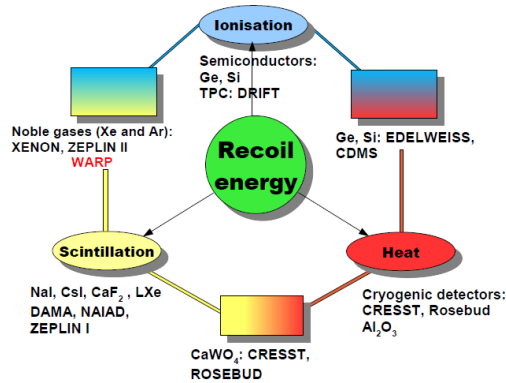 Ionisation
Semiconductors:
Ge, Si
TPC: DRIFT
Noble gases (Xe and Ar):
XENON, ZEPLIN II
WARP
Ge, Si: EDELWEISS,
CDMS
Recoil
energy
Scintillation
Heat
NaI, CsI, CaF₂ , LXe
DAMA, NAIAD,
ZEPLIN I
Cryogenic detectors:
CRESST, Rosebud
Al₂O₃
CaWO₄: CRESST,
ROSEBUD